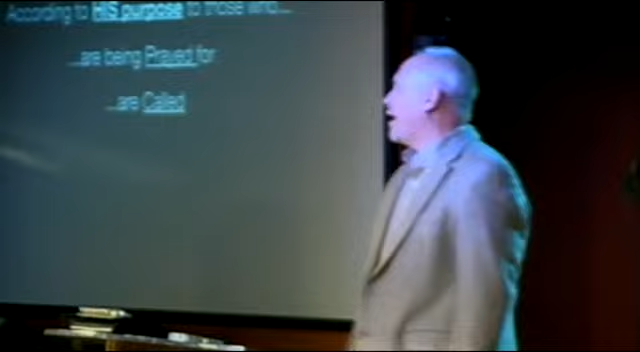 According to HIS purpose to those who...
...are being Prayed for
...are Called